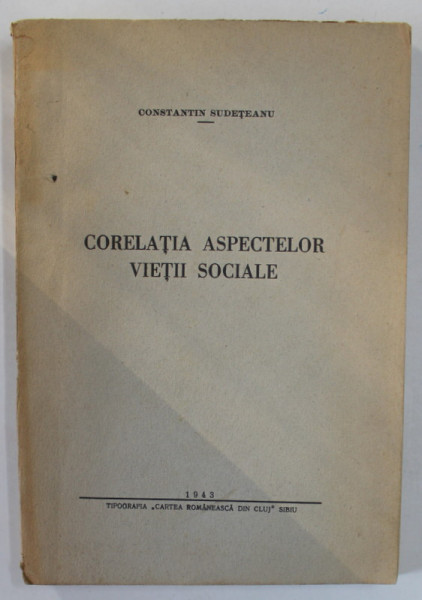 CONSTANTIN SUDEȚEANU
CORELAȚIA ASPECTELOR
VIEȚII SOCIALE
1943
TIPOGRAFIA „CARTEA ROMÂNEASCĂ DIN CLUJ" SIBIU